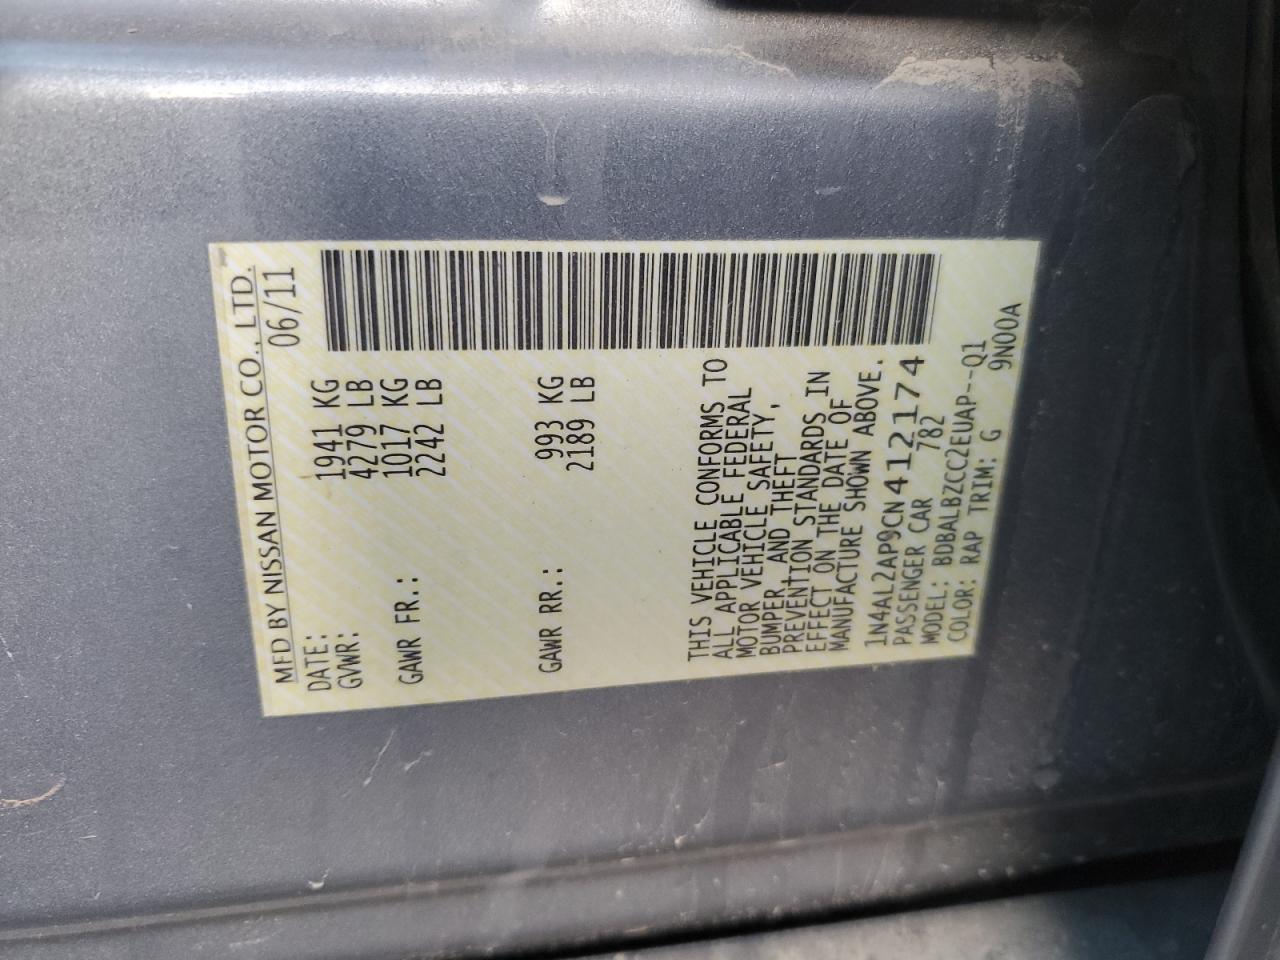 MFD BY NISSAN MOTOR CO., LTD.
DATE: 06/11
GVWR: 1941 KG
4279 LB
GAWR FR.: 1017 KG
2242 LB
GAWR RR.: 993 KG
2189 LB
THIS VEHICLE CONFORMS TO
ALL APPLICABLE FEDERAL
MOTOR VEHICLE SAFETY,
BUMPER, AND THEFT
PREVENTION STANDARDS IN
EFFECT ON THE DATE OF
MANUFACTURE SHOWN ABOVE.
1N4AL2AP9CN412174
PASSENGER CAR 782
MODEL: BDBALBZCC2EUAP--Q1
COLOR: RAP TRIM: G 9N00A